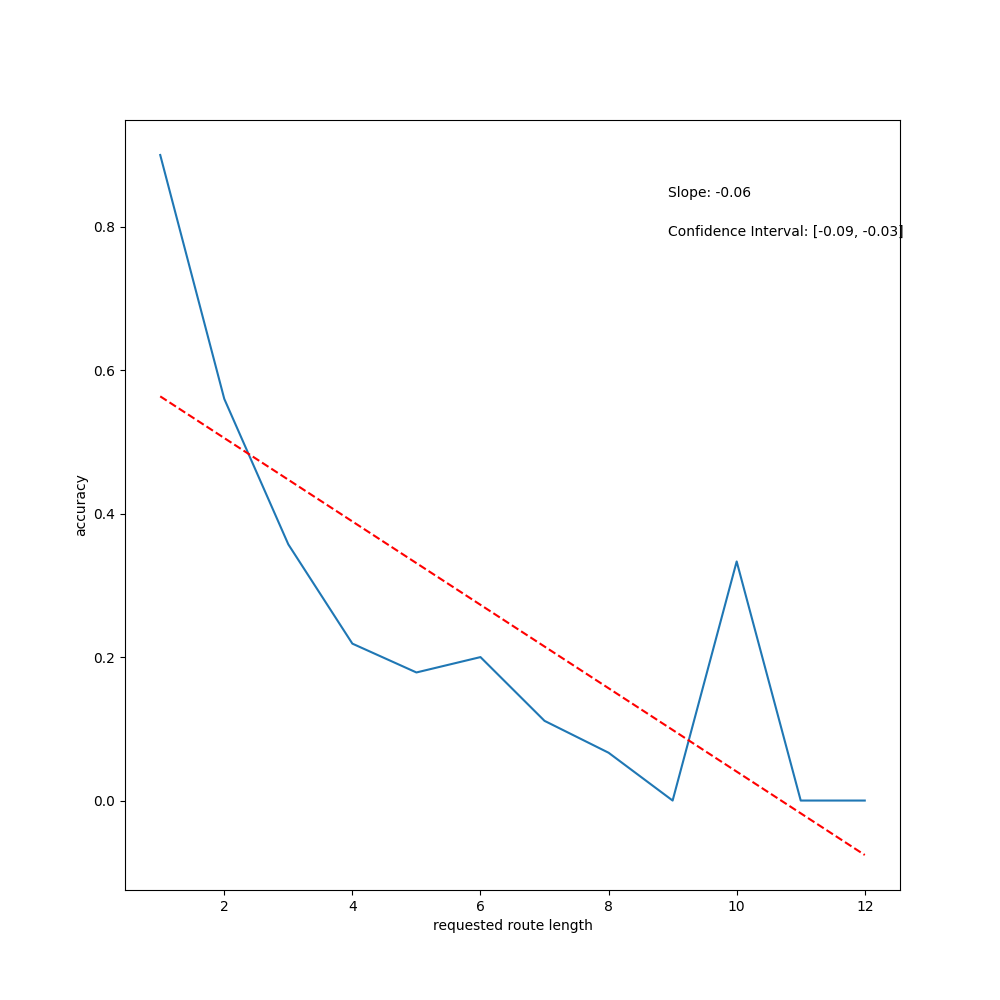 Slope: -0.06
Confidence Interval: [-0.09, -0.03]
0.8
0.6
0.4
0.2
0.0
accuracy
2 4 6 8 10 12
requested route length